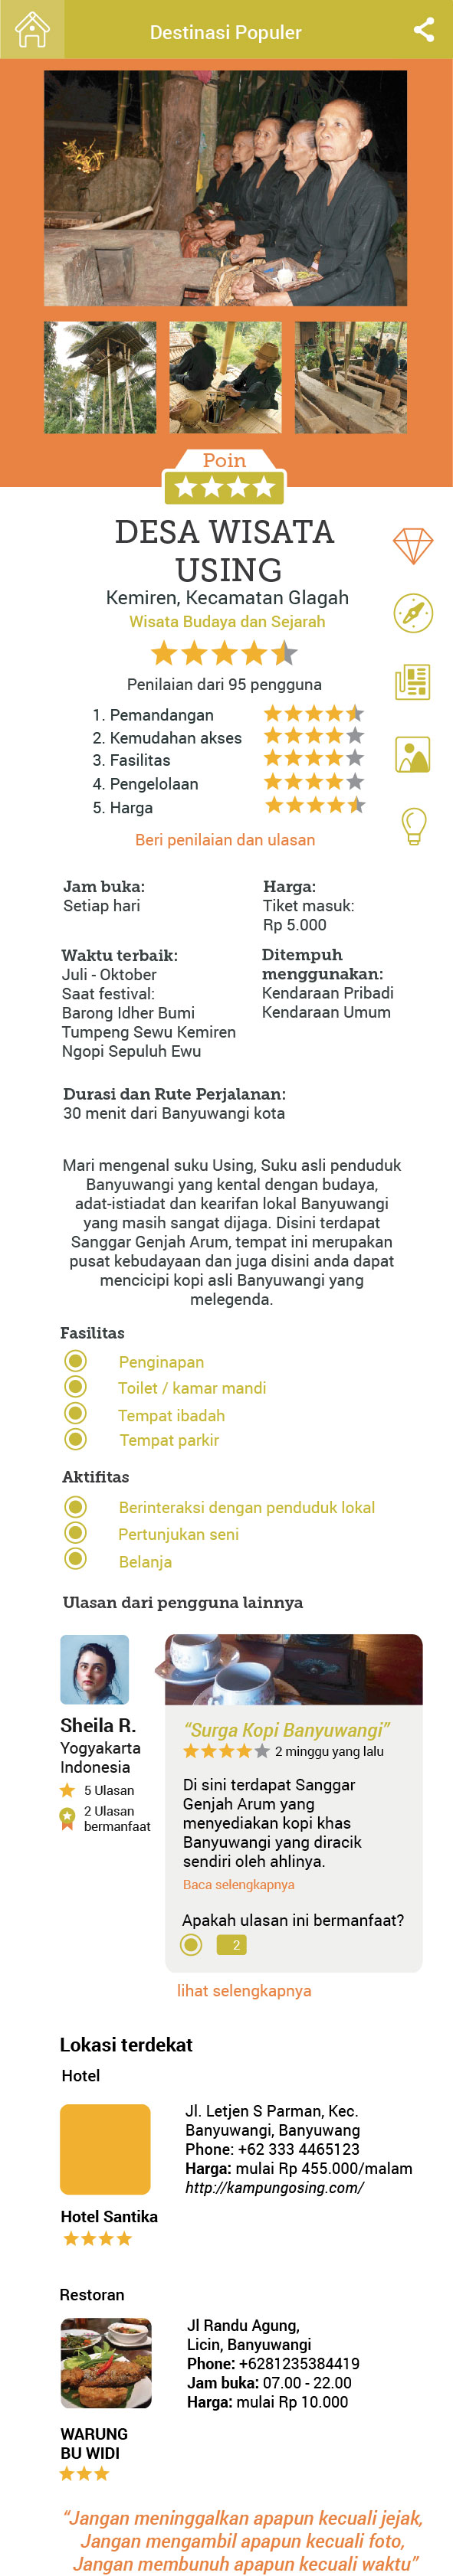 Destinasi Populer
Poin
DESA WISATA
USING
Kemiren, Kecamatan Glagah
Wisata Budaya dan Sejarah
Penilaian dari 95 pengguna
1. Pemandangan
2. Kemudahan akses
3. Fasilitas
4. Pengelolaan
5. Harga
Beri penilaian dan ulasan
Jam buka:
Setiap hari
Harga:
Tiket masuk:
Rp 5.000
Waktu terbaik:
Juli - Oktober
Saat festival:
Barong Idher Bumi
Tumpeng Sewu Kemiren
Ngopi Sepuluh Ewu
Ditempuh
menggunakan:
Kendaraan Pribadi
Kendaraan Umum
Durasi dan Rute Perjalanan:
30 menit dari Banyuwangi kota
Mari mengenal suku Using, Suku asli penduduk
Banyuwangi yang kental dengan budaya,
adat-istiadat dan kearifan lokal Banyuwangi
yang masih sangat dijaga. Disini terdapat
Sanggar Genjah Arum, tempat ini merupakan
pusat kebudayaan dan juga disini anda dapat
mencicipi kopi asli Banyuwangi yang
melegenda.
Fasilitas
Penginapan
Toilet / kamar mandi
Tempat ibadah
Tempat parkir
Aktifitas
Berinteraksi dengan penduduk lokal
Pertunjukan seni
Belanja
Ulasan dari pengguna lainnya
Sheila R.
Yogyakarta
Indonesia
5 Ulasan
2 Ulasan
bermanfaat
“Surga Kopi Banyuwangi”
2 minggu yang lalu
Di sini terdapat Sanggar
Genjah Arum yang
menyediakan kopi khas
Banyuwangi yang diracik
sendiri oleh ahlinya.
Baca selengkapnya
Apakah ulasan ini bermanfaat?
2
lihat selengkapnya
Lokasi terdekat
Hotel
Jl. Letjen S Parman, Kec.
Banyuwangi, Banyuwang
Phone: +62 333 4465123
Harga: mulai Rp 455.000/malam
http://kampungosing.com/
Hotel Santika
Restoran
Jl Randu Agung,
Licin, Banyuwangi
Phone: +6281235384419
Jam buka: 07.00 - 22.00
Harga: mulai Rp 10.000
WARUNG
BU WIDI
“Jangan meninggalkan apapun kecuali jejak,
Jangan mengambil apapun kecuali foto,
Jangan membunuh apapun kecuali waktu”